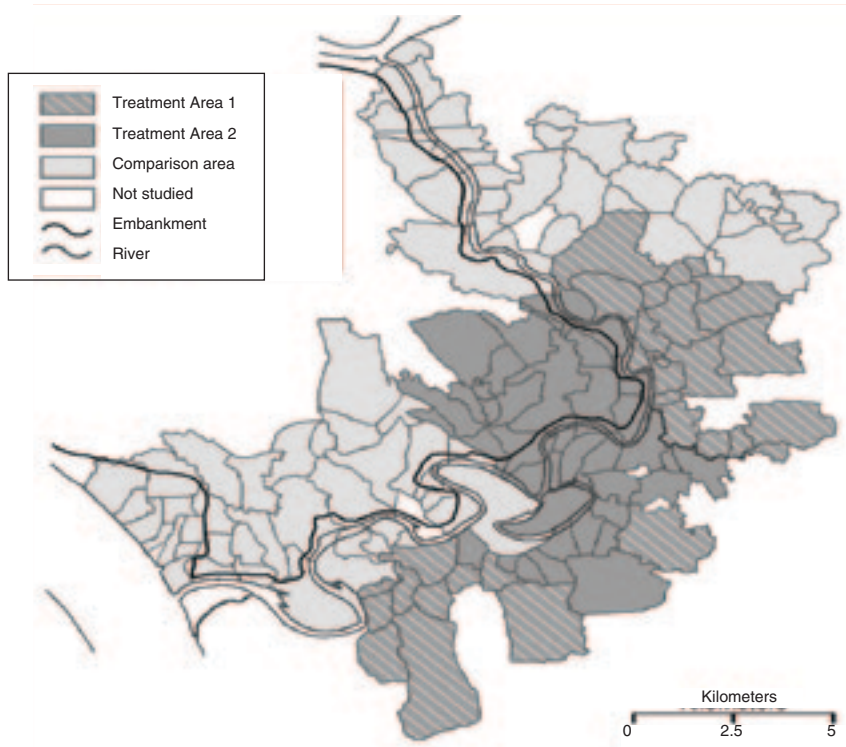 Treatment Area 1
Treatment Area 2
Comparison area
Not studied
Embankment
River
Kilometers
0 2.5 5